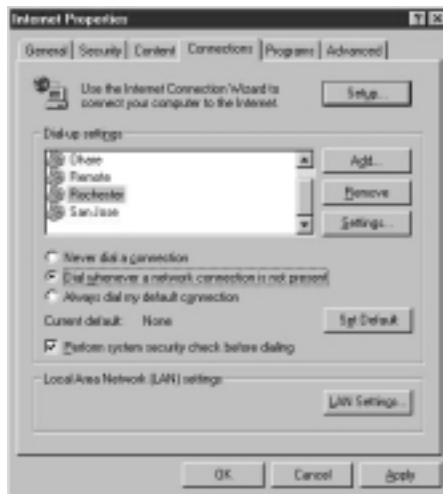 Internet Properties
General Security Content Connections Programs Advanced
Use the Internet Connection Wizard to
connect your computer to the Internet.
Setup...
Dial-up settings
Ohare
Remote
Rochester
San Jose
Add...
Remove
Settings...
Never dial a connection
Dial whenever a network connection is not present
Always dial my default connection
Current default: None
Set Default
Perform system security check before dialing
Local Area Network (LAN) settings
LAN Settings...
OK Cancel Apply